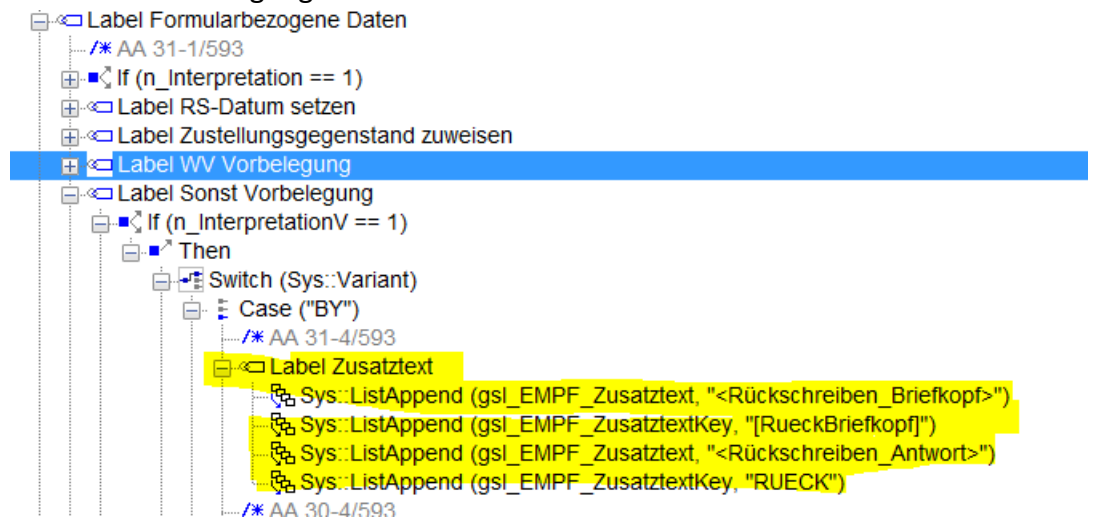 Label Formularbezogene Daten
/* AA 31-1/593
If (n_Interpretation == 1)
Label RS-Datum setzen
Label Zustellungsgegenstand zuweisen
Label WV Vorbelegung
Label Sonst Vorbelegung
If (n_InterpretationV == 1)
Then
Switch (Sys::Variant)
Case ("BY")
/* AA 31-4/593
Label Zusatztext
Sys::ListAppend (gsl_EMPF_Zusatztext, "<Rückschreiben_Briefkopf>")
Sys::ListAppend (gsl_EMPF_ZusatztextKey, "[RueckBriefkopf]")
Sys::ListAppend (gsl_EMPF_Zusatztext, "<Rückschreiben_Antwort>")
Sys::ListAppend (gsl_EMPF_ZusatztextKey, "RUECK")
/* AA 30-4/593